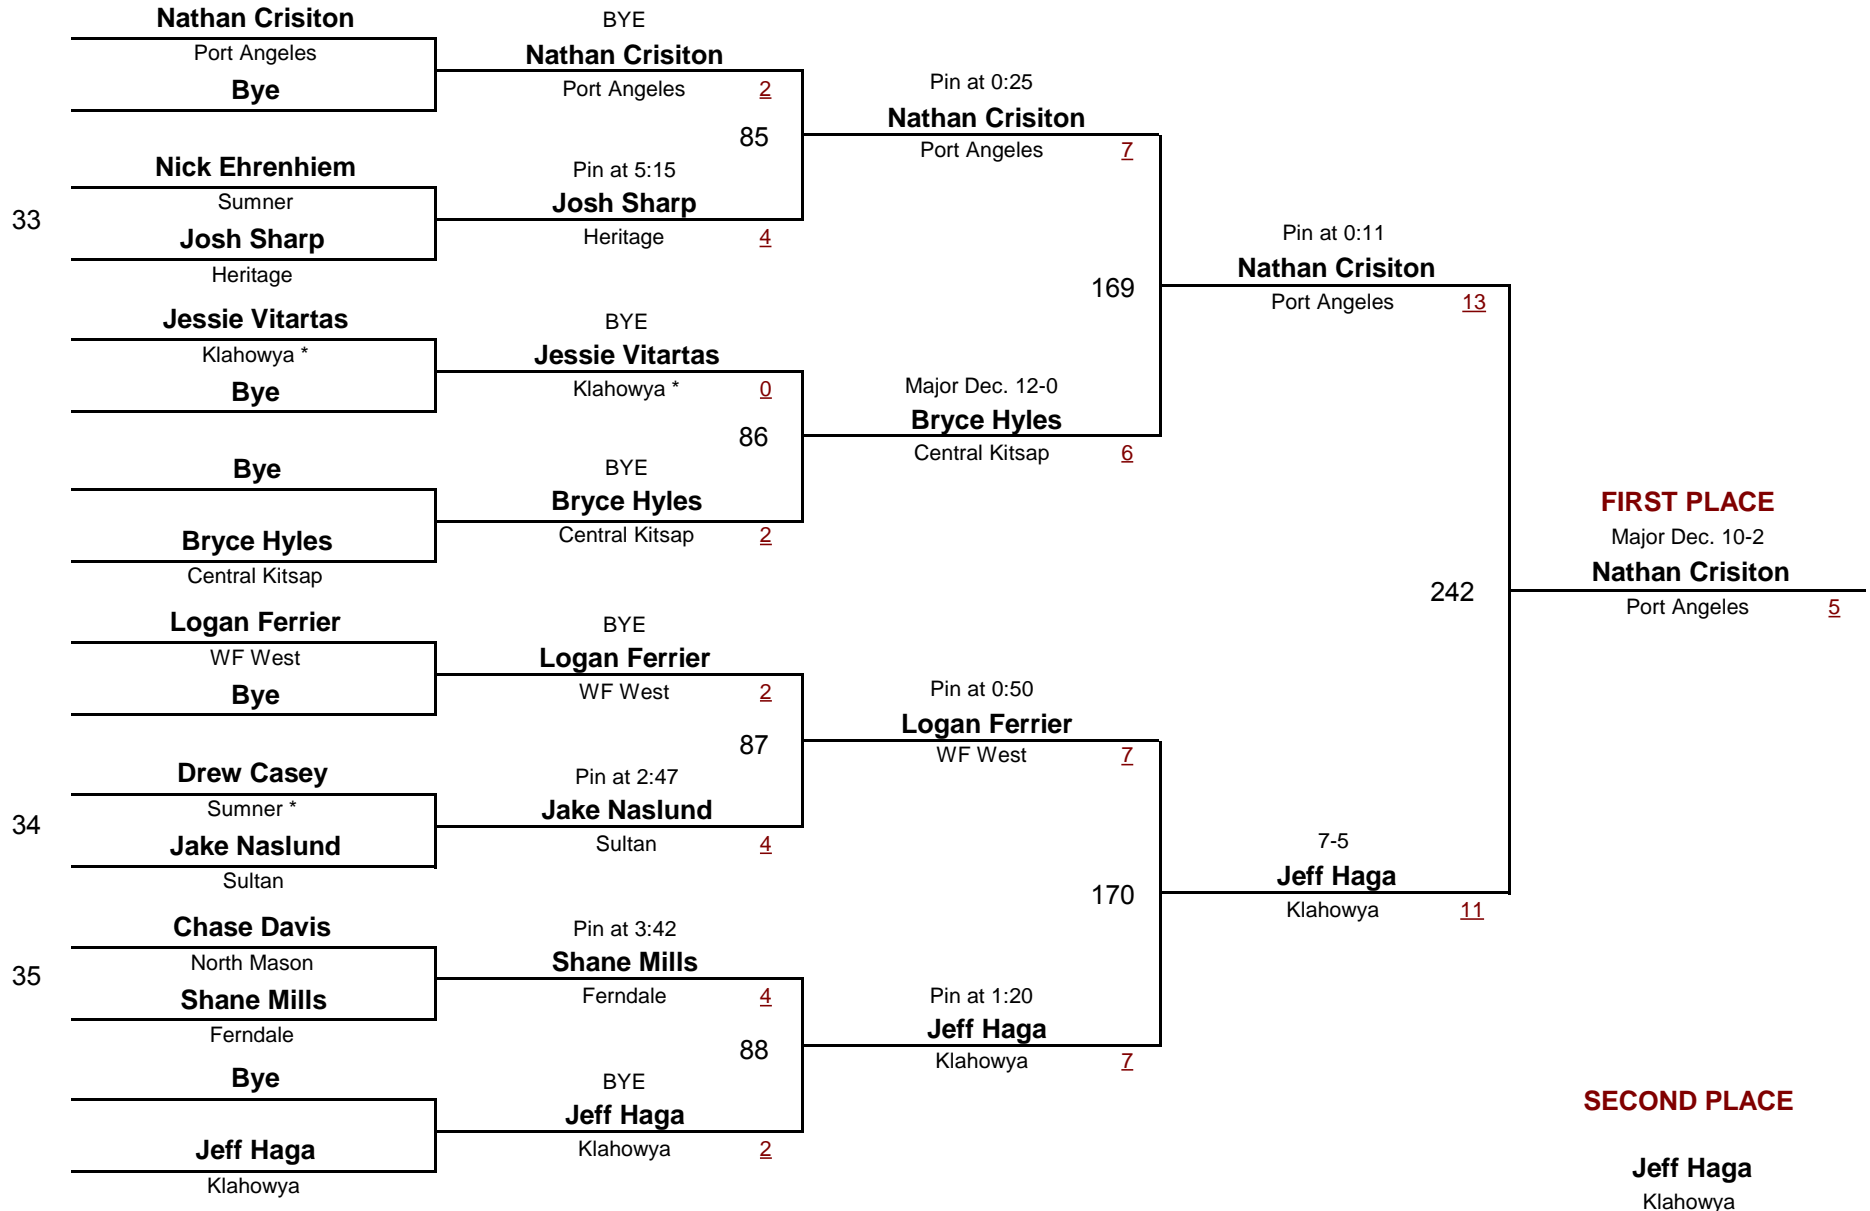 Nathan Crisiton
Port Angeles
Bye
33
Nick Ehrenhiem
Sumner
Josh Sharp
Heritage
Jessie Vitartas
Klahowya *
Bye
Bye
Bryce Hyles
Central Kitsap
Logan Ferrier
WF West
Bye
34
Drew Casey
Sumner *
Jake Naslund
Sultan
35
Chase Davis
North Mason
Shane Mills
Ferndale
Bye
Jeff Haga
Klahowya
BYE
Nathan Crisiton
Port Angeles 2
85
Pin at 5:15
Josh Sharp
Heritage 4
BYE
Jessie Vitartas
Klahowya * 0
86
BYE
Bryce Hyles
Central Kitsap 2
BYE
Logan Ferrier
WF West 2
87
Pin at 2:47
Jake Naslund
Sultan 4
Pin at 3:42
Shane Mills
Ferndale 4
88
BYE
Jeff Haga
Klahowya 2
Pin at 0:25
Nathan Crisiton
Port Angeles 7
169
Major Dec. 12-0
Bryce Hyles
Central Kitsap 6
Pin at 0:50
Logan Ferrier
WF West 7
170
Pin at 1:20
Jeff Haga
Klahowya 7
Pin at 0:11
Nathan Crisiton
Port Angeles 13
242
7-5
Jeff Haga
Klahowya 11
FIRST PLACE
Major Dec. 10-2
Nathan Crisiton
Port Angeles 5
SECOND PLACE
Jeff Haga
Klahowya